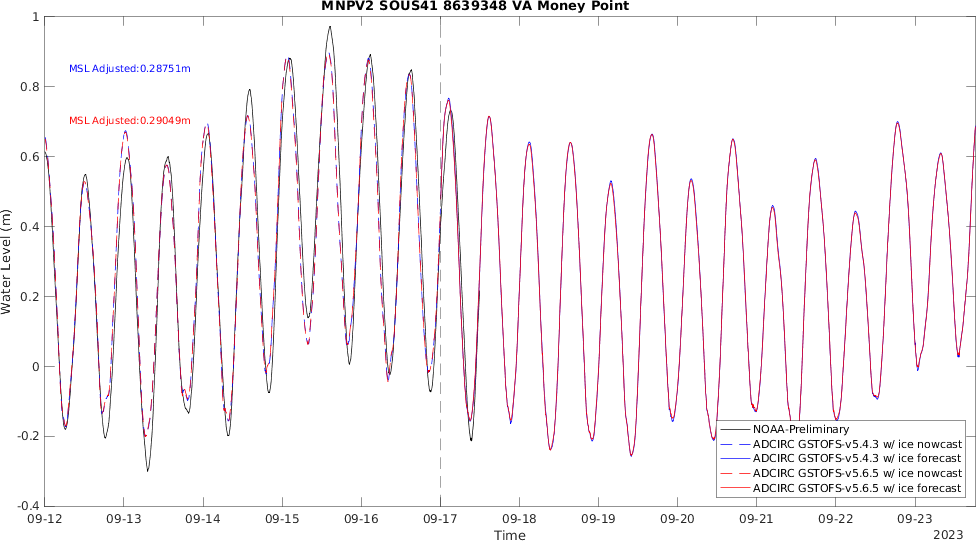 MNPV2 SOUS41 8639348 VA Money Point
1
0.8
0.6
0.4
0.2
0
-0.2
-0.4
Water Level (m)
MSL Adjusted:0.28751m
MSL Adjusted:0.29049m
NOAA-Preliminary
ADCIRC GSTOFS-v5.4.3 w/ ice nowcast
ADCIRC GSTOFS-v5.4.3 w/ ice forecast
ADCIRC GSTOFS-v5.6.5 w/ ice nowcast
ADCIRC GSTOFS-v5.6.5 w/ ice forecast
09-12 09-13 09-14 09-15 09-16 09-17 09-18 09-19 09-20 09-21 09-22 09-23
Time
2023